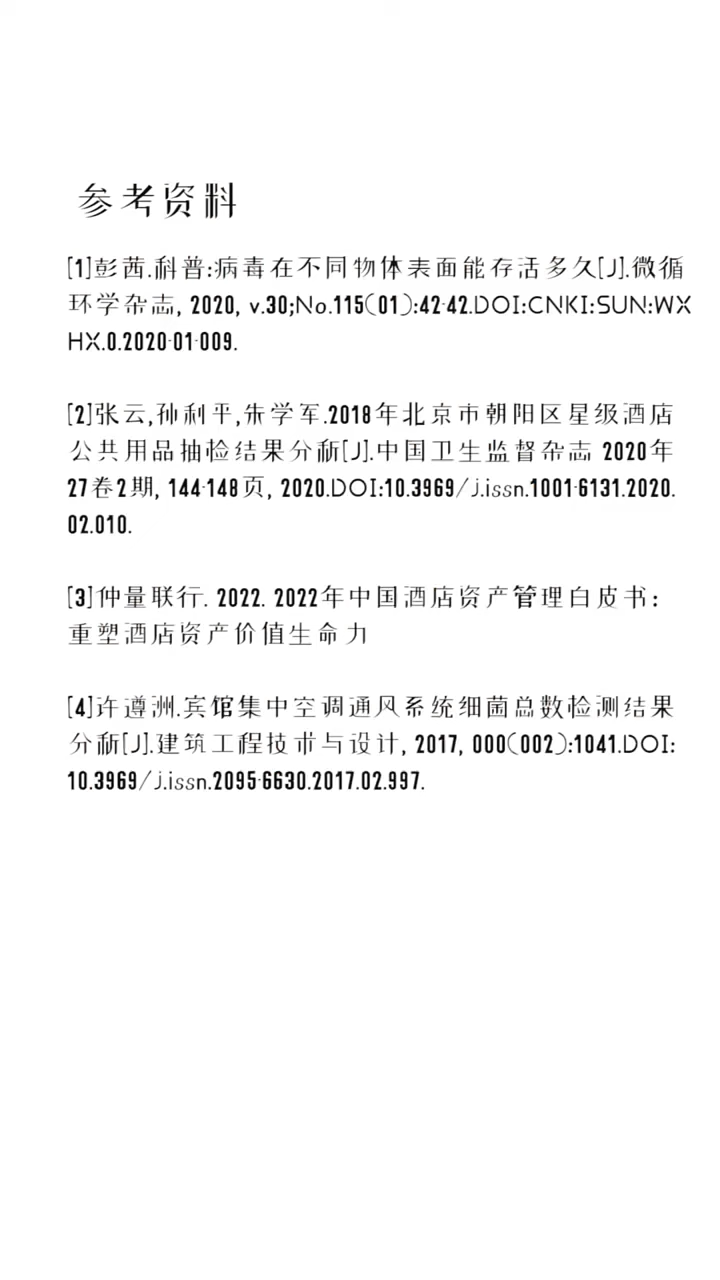 参考资料
[1]彭茜.科普:病毒在不同物体表面能存活多久[J].微循
环学杂志, 2020, v.30;No.115(01):42-42.DOI:CNKI:SUN:WX
HX.0.2020-01-009.
[2]张云,孙利平,朱学军.2018年北京市朝阳区星级酒店
公共用品抽检结果分析[J].中国卫生监督杂志 2020年
27卷2期, 144-148页, 2020.DOI:10.3969/j.issn.1001-6131.2020.
02.010.
[3]仲量联行. 2022. 2022年中国酒店资产管理白皮书:
重塑酒店资产价值生命力
[4]许遵洲.宾馆集中空调通风系统细菌总数检测结果
分析[J].建筑工程技术与设计, 2017, 000(002):1041.DOI:
10.3969/j.issn.2095-6630.2017.02.997.